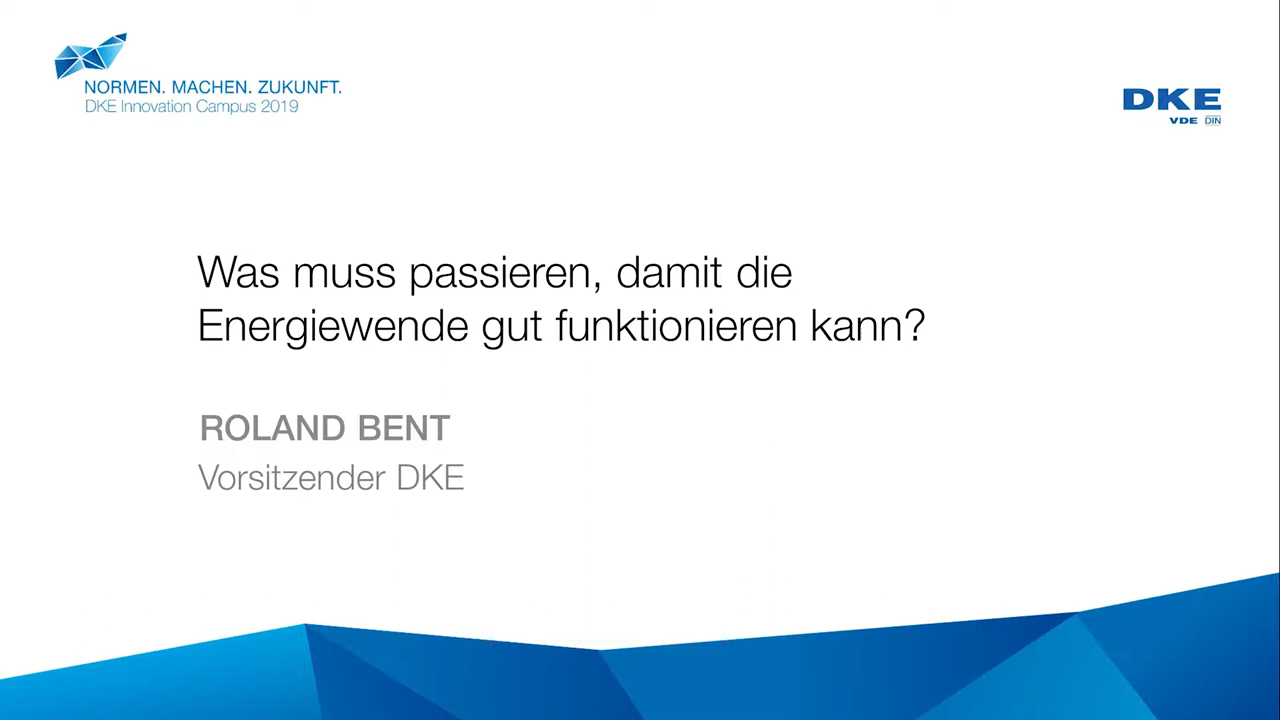 NORMEN. MACHEN. ZUKUNFT.
DKE Innovation Campus 2019
DKE
VDE DIN
Was muss passieren, damit die
Energiewende gut funktionieren kann?
ROLAND BENT
Vorsitzender DKE